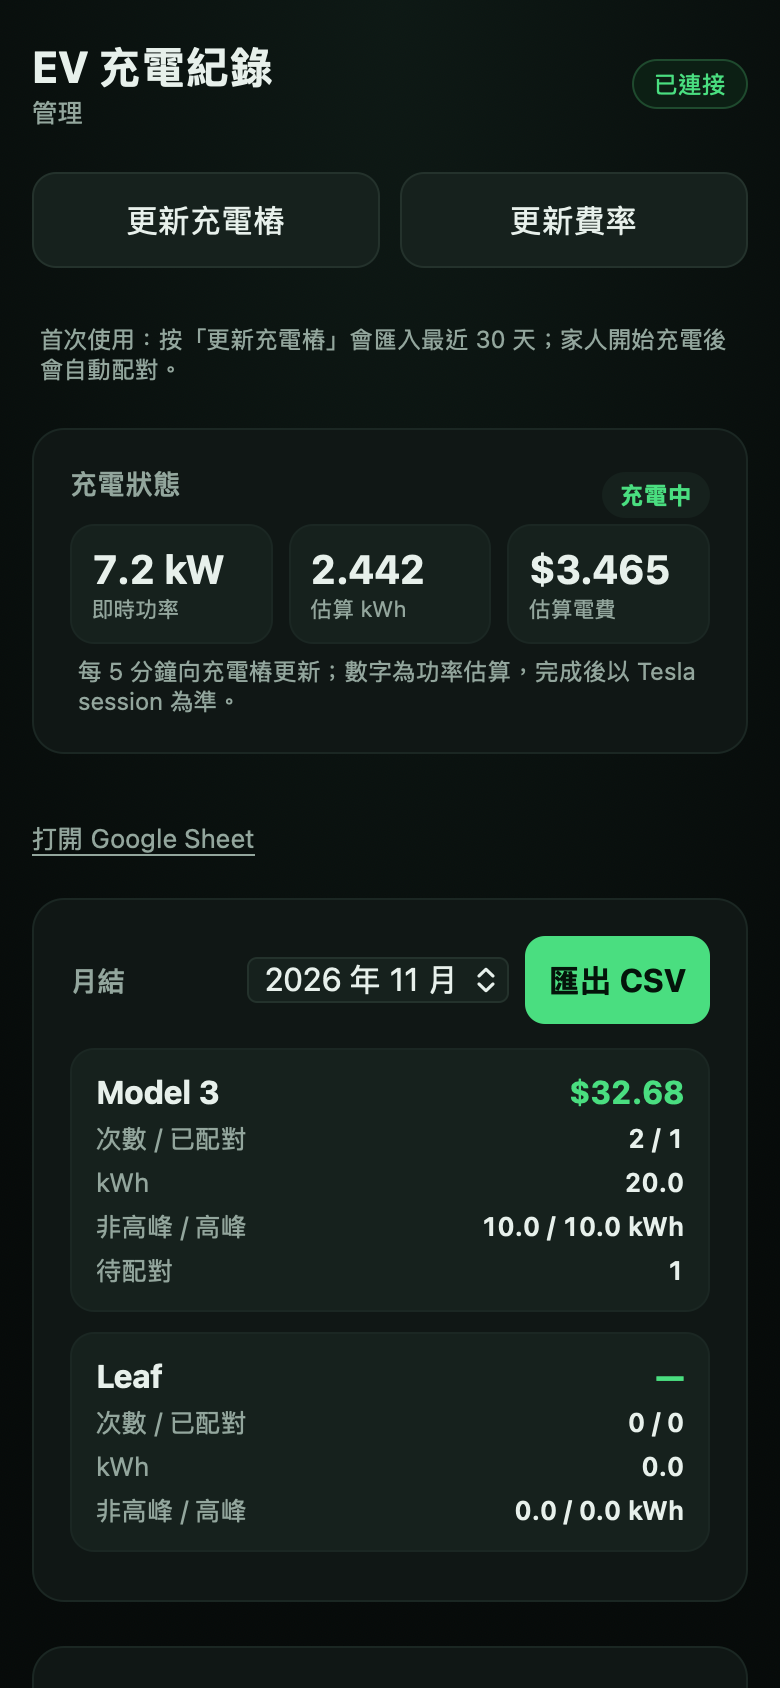 EV 充電紀錄
管理
已連接
更新充電樁
更新費率
首次使用：按「更新充電樁」會匯入最近 30 天；家人開始充電後
會自動配對。
充電狀態
充電中
7.2 kW
即時功率
2.442
估算 kWh
$3.465
估算電費
每 5 分鐘向充電樁更新；數字為功率估算，完成後以 Tesla
session 為準。
打開 Google Sheet
月結
2026 年 11 月
匯出 CSV
Model 3
$32.68
次數 / 已配對
2 / 1
kWh
20.0
非高峰 / 高峰
10.0 / 10.0 kWh
待配對
1
Leaf
—
次數 / 已配對
0 / 0
kWh
0.0
非高峰 / 高峰
0.0 / 0.0 kWh